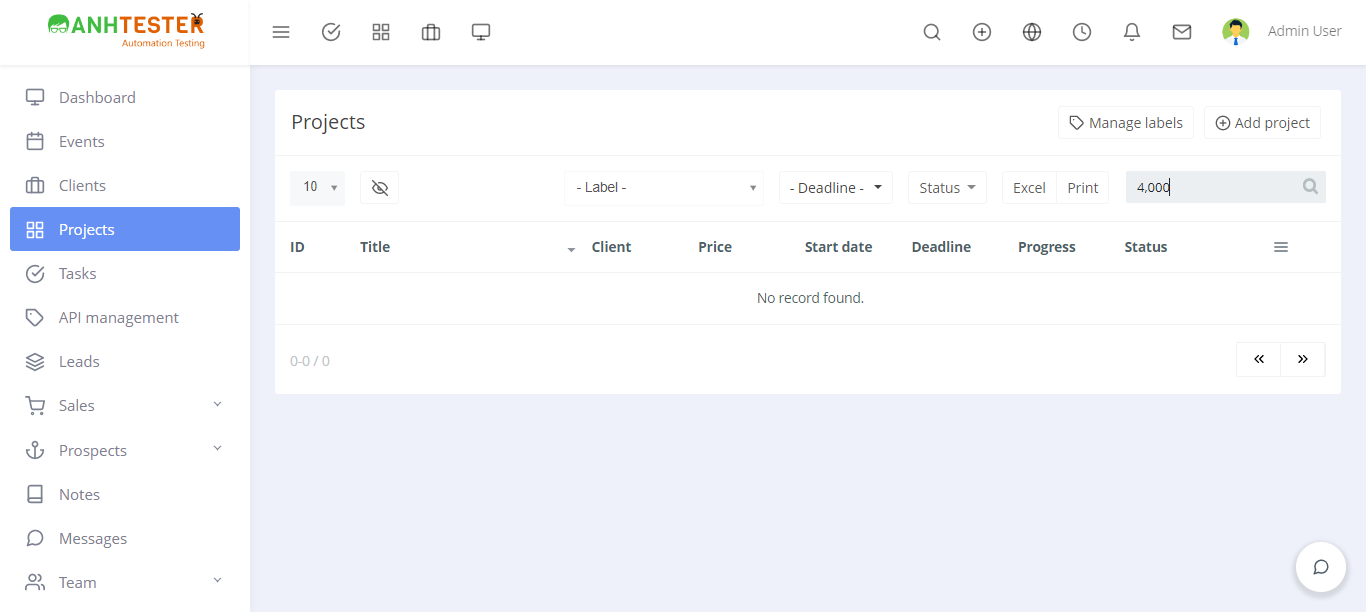 ANHTESTER
Automation Testing
Admin User
Dashboard
Events
Clients
Projects
Tasks
API management
Leads
Sales
Prospects
Notes
Messages
Team
Projects
Manage labels
Add project
10
- Label -
- Deadline -
Status
Excel
Print
4,000
ID
Title
Client
Price
Start date
Deadline
Progress
Status
No record found.
0-0 / 0
«
»